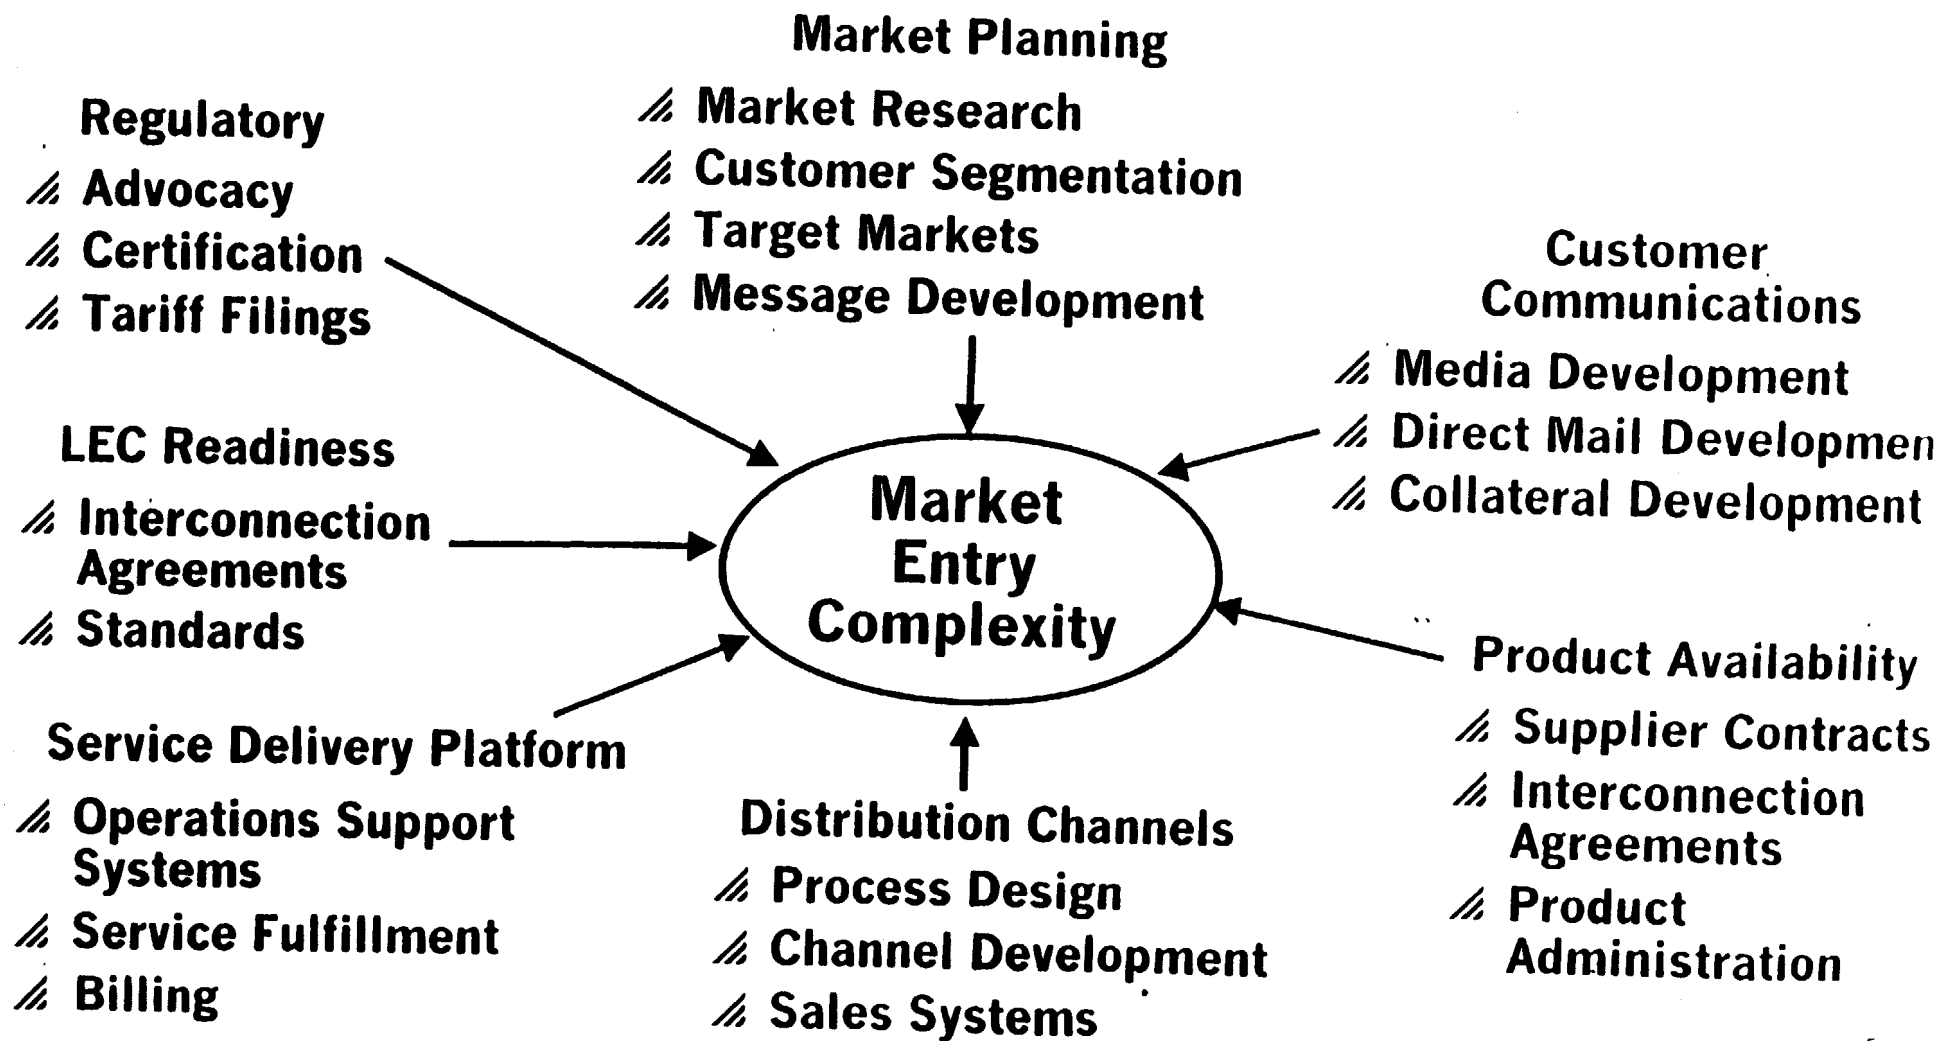 Market Planning
Market Research
Customer Segmentation
Target Markets
Message Development
Regulatory
Advocacy
Certification
Tariff Filings
Customer
Communications
Media Development
Direct Mail Developmen
Collateral Development
LEC Readiness
Interconnection
Agreements
Standards
Market
Entry
Complexity
Product Availability
Supplier Contracts
Interconnection
Agreements
Product
Administration
Service Delivery Platform
Operations Support
Systems
Service Fulfillment
Billing
Distribution Channels
Process Design
Channel Development
Sales Systems